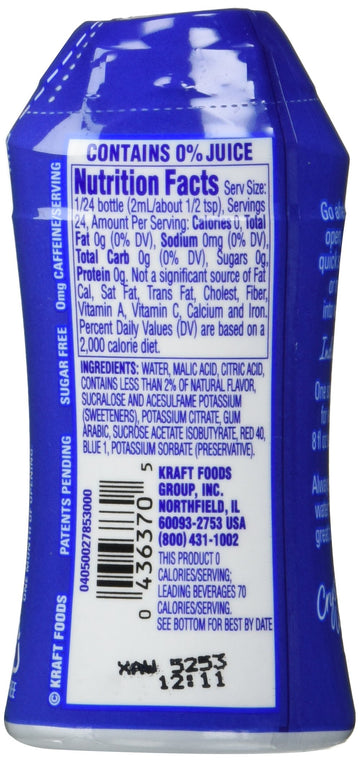 CONTAINS 0% JUICE
Nutrition Facts Serv Size:
1/24 bottle (2mL/about 1/2 tsp), Servings
24, Amount Per Serving: Calories 0, Total
Fat 0g (0% DV), Sodium 0mg (0% DV),
Total Carb 0g (0% DV), Sugars 0g,
Protein 0g. Not a significant source of Fat
Cal, Sat Fat, Trans Fat, Cholest, Fiber,
Vitamin A, Vitamin C, Calcium and Iron.
Percent Daily Values (DV) are based on a
2,000 calorie diet.
INGREDIENTS: WATER, MALIC ACID, CITRIC ACID,
CONTAINS LESS THAN 2% OF NATURAL FLAVOR,
SUCRALOSE AND ACESULFAME POTASSIUM
(SWEETENERS), POTASSIUM CITRATE, GUM
ARABIC, SUCROSE ACETATE ISOBUTYRATE, RED 40,
BLUE 1, POTASSIUM SORBATE (PRESERVATIVE).
KRAFT FOODS
GROUP, INC.
NORTHFIELD, IL
60093-2753 USA
(800) 431-1002
THIS PRODUCT 0
CALORIES/SERVING;
LEADING BEVERAGES 70
CALORIES/SERVING.
SEE BOTTOM FOR BEST BY DATE
04050027853000
0 436370 5
XAW 5253
12:11
© KRAFT FOODS PATENTS PENDING SUGAR FREE 0mg CAFFEINE/SERVING
Go
open
One
8 fl